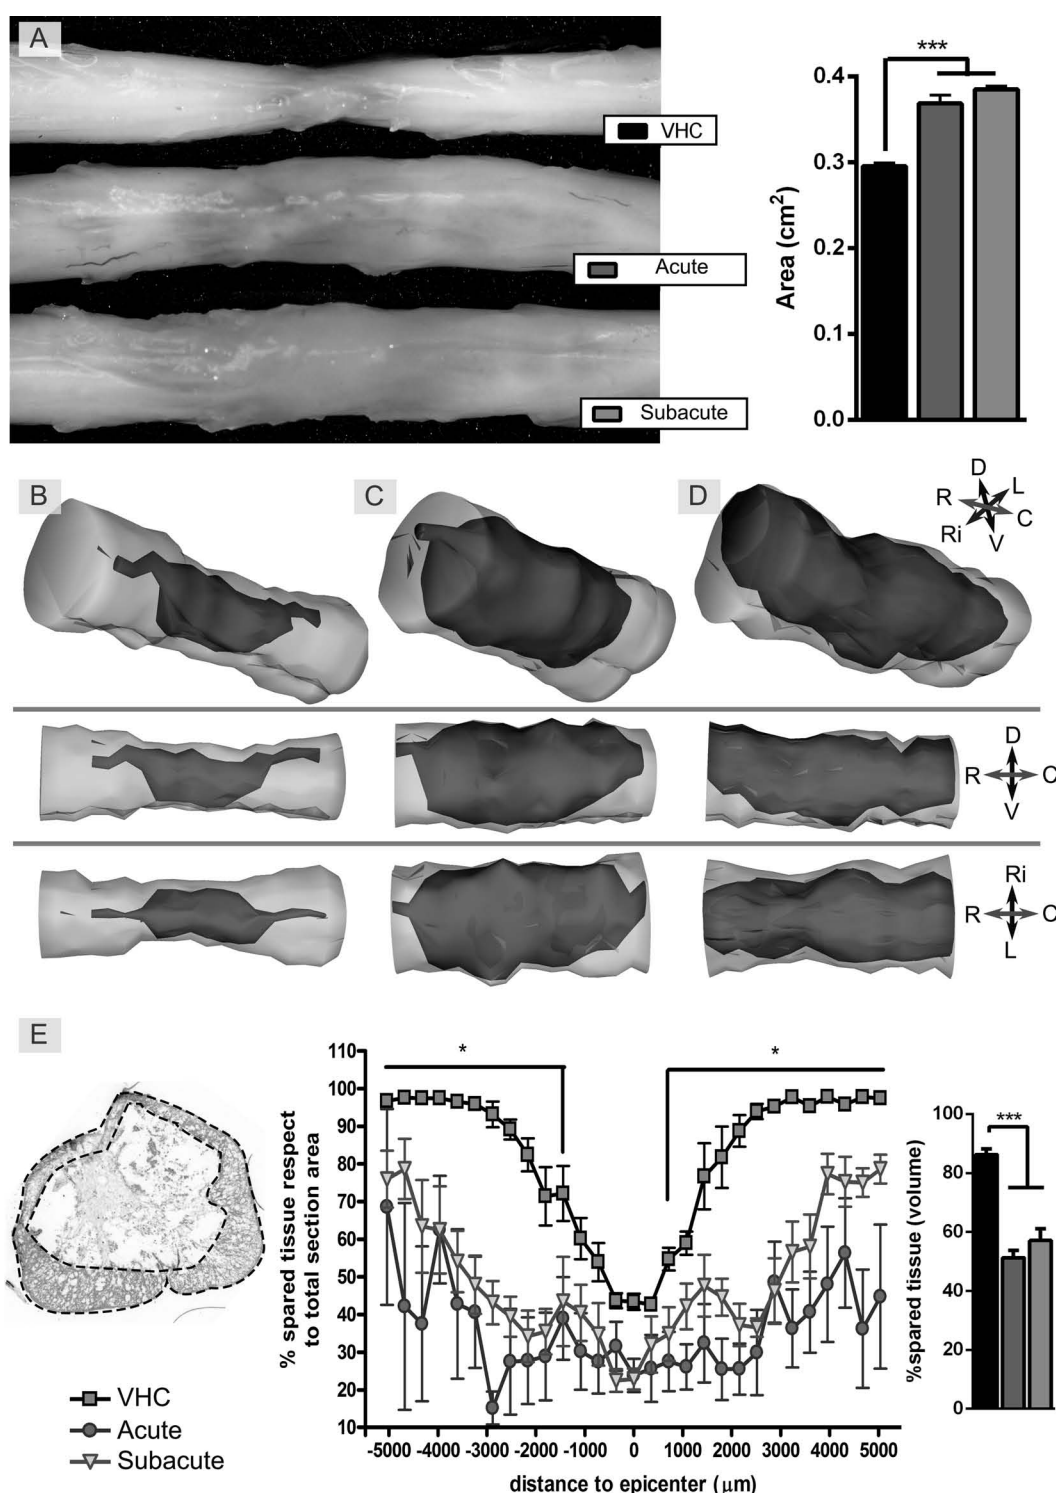 A
VHC
Acute
Subacute
***
Area (cm2)
0.4
0.3
0.2
0.1
0.0
B
C
D
D
L
R
C
Ri
V
D
R
C
V
Ri
R
C
L
E
% spared tissue respect
to total section area
110
100
90
80
70
60
50
40
30
20
10
*
*
-5000 -4000 -3000 -2000 -1000 0 1000 2000 3000 4000 5000
distance to epicenter (μm)
VHC
Acute
Subacute
%spared tissue (volume)
100
80
60
40
20
0
***